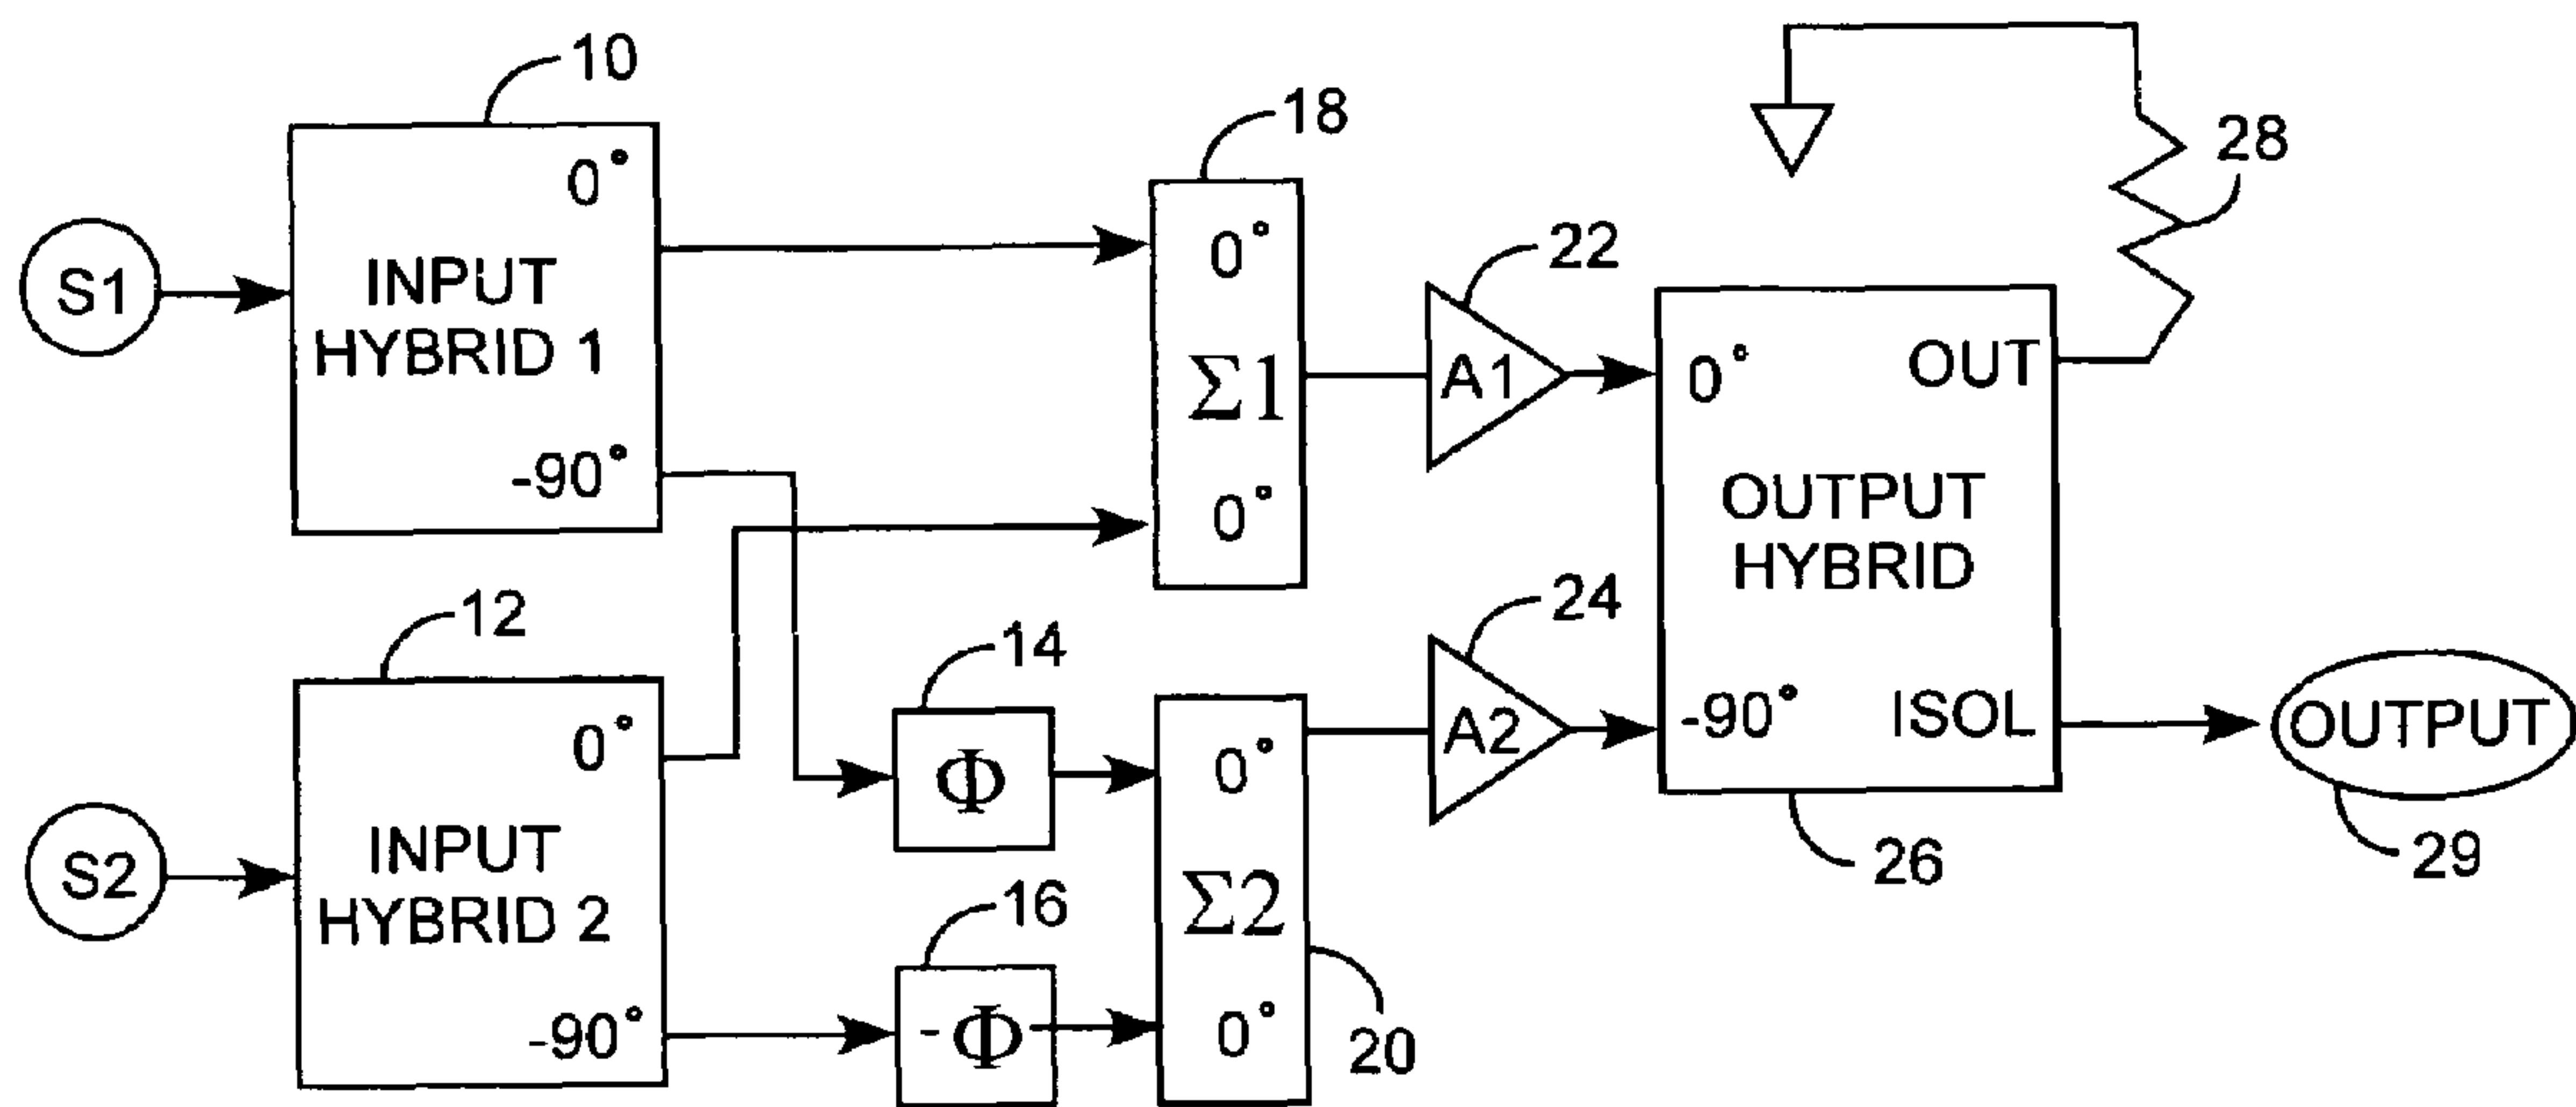 10
0°
INPUT
HYBRID 1
-90°
S1
18
0°
Σ1
0°
22
A1
28
0°
OUT
OUTPUT
HYBRID
-90°
ISOL
26
OUTPUT
29
12
0°
INPUT
HYBRID 2
-90°
S2
14
Φ
16
-Φ
0°
Σ2
0°
20
24
A2